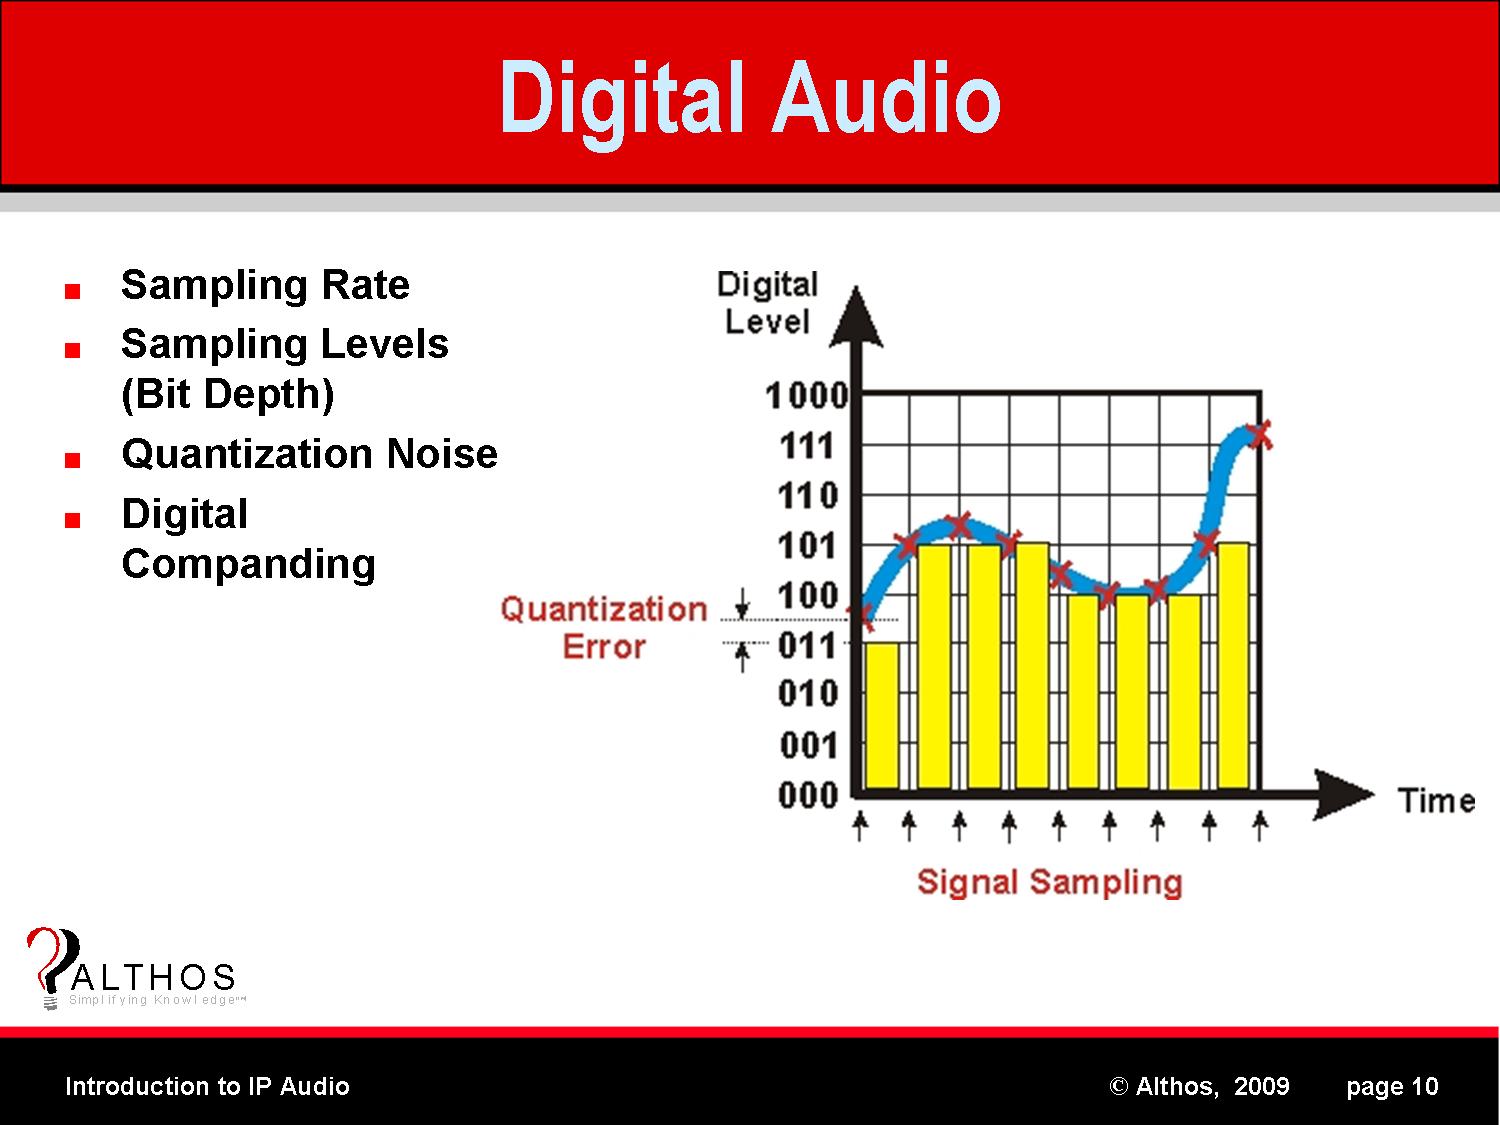 Digital Audio
Sampling Rate
Sampling Levels
(Bit Depth)
Quantization Noise
Digital
Companding
Digital
Level
1000
111
110
101
100
011
010
001
000
Quantization
Error
Time
Signal Sampling
ALTHOS
Simplifying Knowledge™
Introduction to IP Audio
© Althos, 2009
page 10